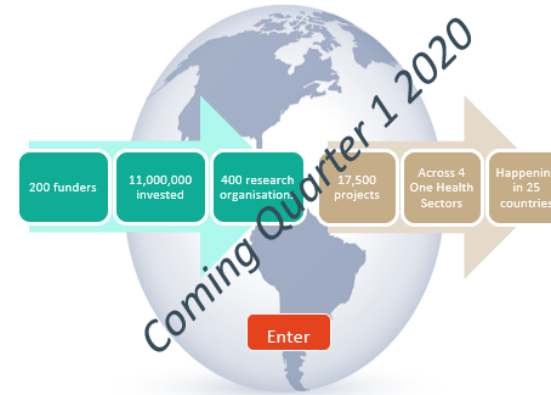 200 funders
11,000,000
invested
400 research
organisation
17,500
projects
Across 4
One Health
Sectors
Happenin
in 25
countries
Coming Quarter 1 2020
Enter